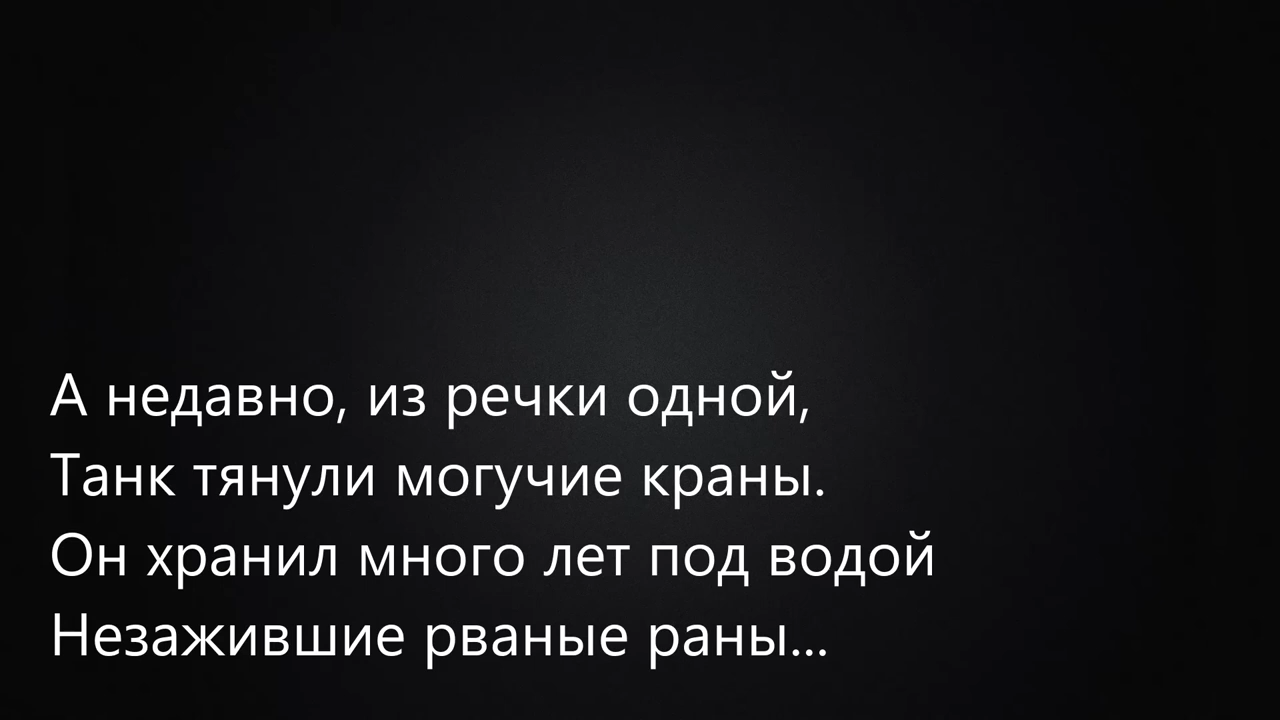 А недавно, из речки одной,
Танк тянули могучие краны.
Он хранил много лет под водой
Незажившие рваные раны...